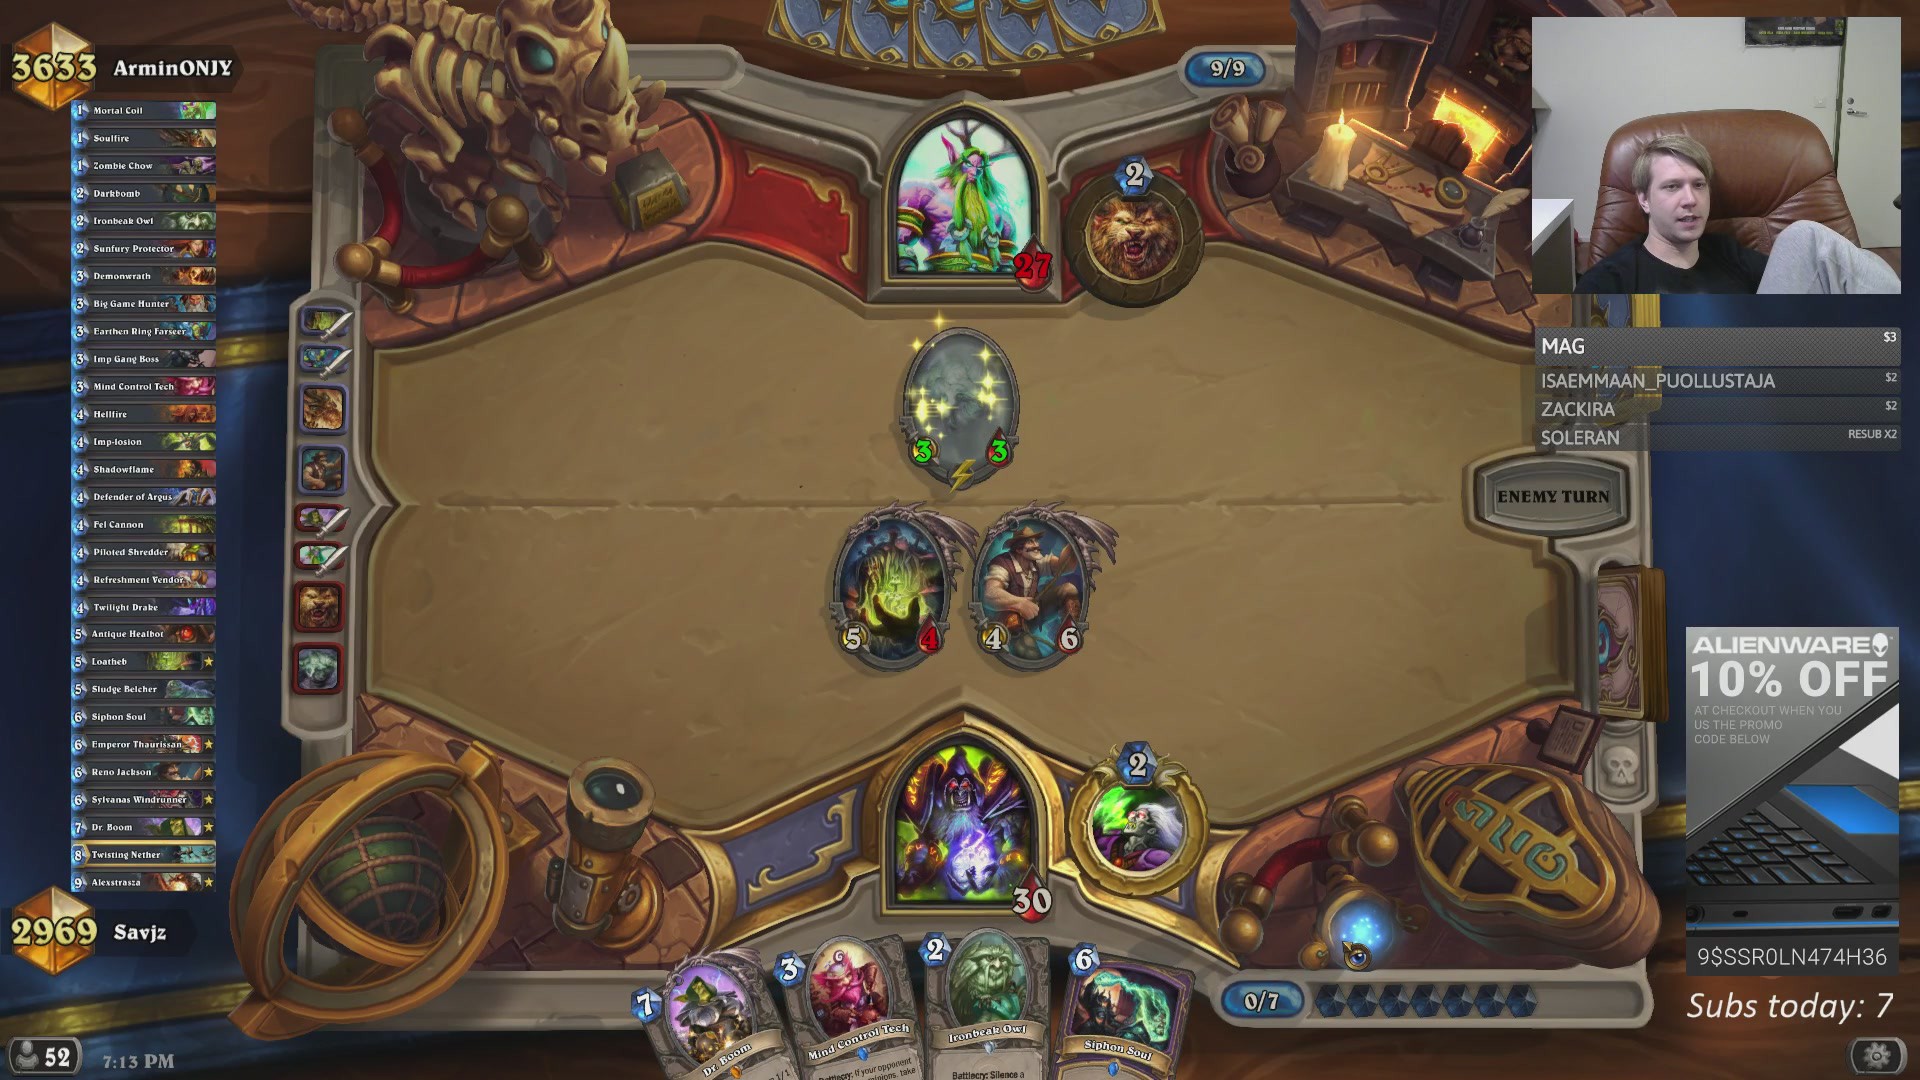 3633 ArminONJY
1 Mortal Coil
1 Soulfire
1 Zombie Chow
2 Darkbomb
2 Ironbeak Owl
2 Sunfury Protector
3 Demonwrath
3 Big Game Hunter
3 Earthen Ring Farseer
3 Imp Gang Boss
3 Mind Control Tech
4 Hellfire
4 Imp-losion
4 Shadowflame
4 Defender of Argus
4 Fel Cannon
4 Piloted Shredder
4 Refreshment Vendor
4 Twilight Drake
5 Antique Healbot
5 Loatheb
5 Sludge Belcher
6 Siphon Soul
6 Emperor Thaurissan
6 Reno Jackson
6 Sylvanas Windrunner
7 Dr. Boom
8 Twisting Nether
9 Alexstrasza
2969 Savjz
52
7:13 PM
9/9
2
27
3 3
5 4
4 6
ENEMY TURN
2
30
7
Dr. Boom
1/1
3
Mind Control Tech
Battlecry: If your opponent
2
Ironbeak Owl
Battlecry: Silence a
6
Siphon Soul
0/7
MAG $3
ISAEMMAAN_PUOLLUSTAJA $2
ZACKIRA $2
SOLERAN RESUB X2
ALIENWARE
10% OFF
AT CHECKOUT WHEN YOU
US THE PROMO
CODE BELOW
9$SSR0LN474H36
Subs today: 7